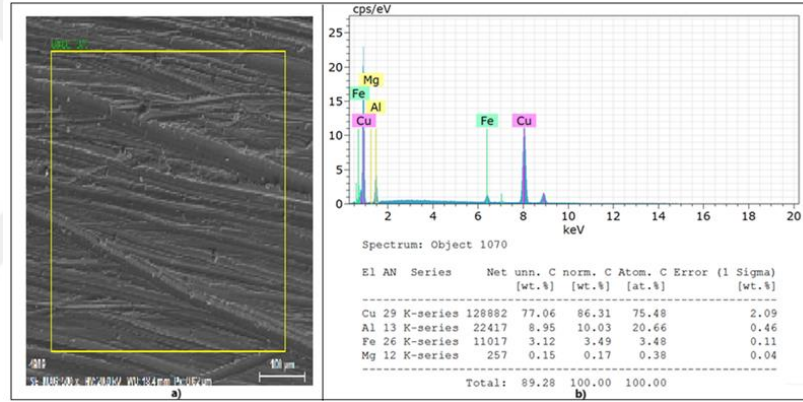 cps/eV
25
20
15
10
5
0
Mg
Fe
Al
Cu
Fe
Cu
2 4 6 8 10 12 14 16 18 20
keV
Spectrum: Object 1070
El AN Series Net unn. C norm. C Atom. C Error (1 Sigma)
[wt.%] [wt.%] [at.%] [wt.%]
Cu 29 K-series 128882 77.06 86.31 75.48 2.09
Al 13 K-series 22417 8.95 10.03 20.66 0.46
Fe 26 K-series 11017 3.12 3.49 3.48 0.11
Mg 12 K-series 257 0.15 0.17 0.38 0.04
Total: 89.28 100.00 100.00
100 µm
a)
b)